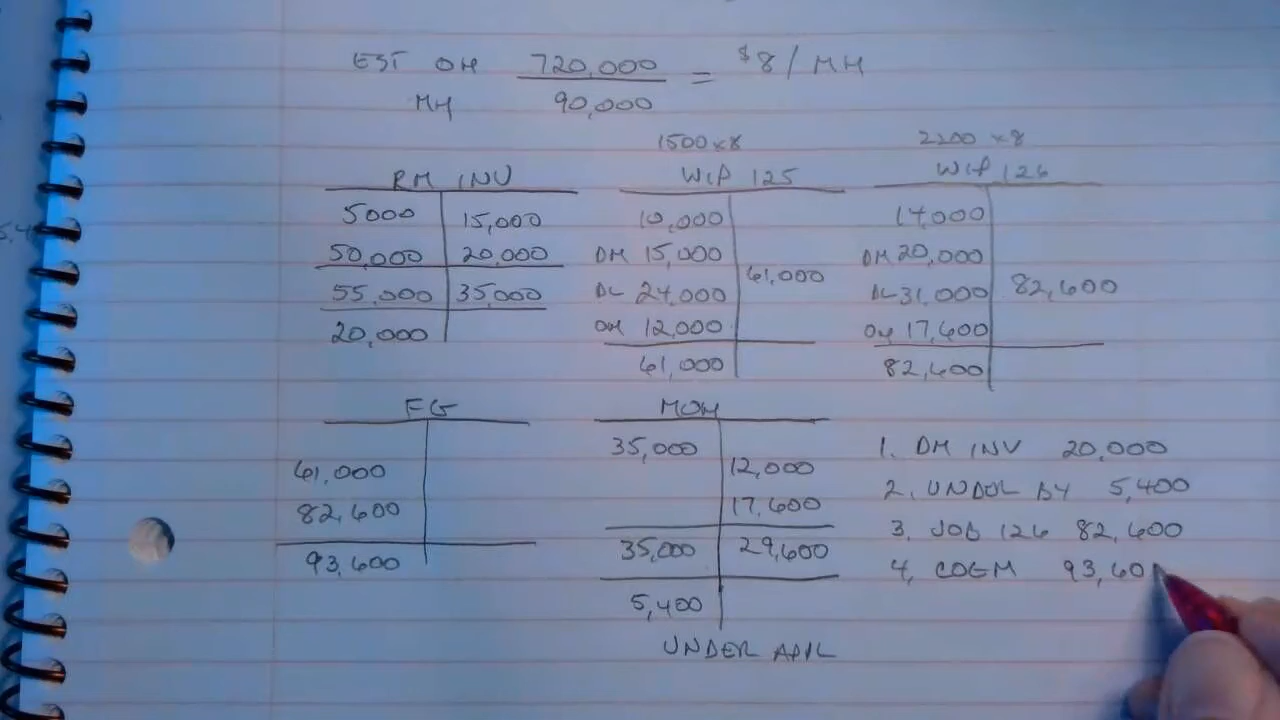 EST OH 720,000 = $8/MH
MH 90,000
1500 x 8
2200 x 8
RM INV
5000 15,000
50,000 20,000
55,000 35,000
20,000
WIP 125
10,000
DM 15,000
61,000
DL 24,000
OH 12,000
61,000
WIP 126
14,000
DM 20,000
DL 31,000 82,600
OH 17,600
82,600
FG
61,000
82,600
93,600
MOH
35,000
12,000
17,600
35,000 29,600
5,400
UNDER APPL
1. DM INV 20,000
2. UNDER BY 5,400
3. JOB 126 82,600
4. COGM 93,60